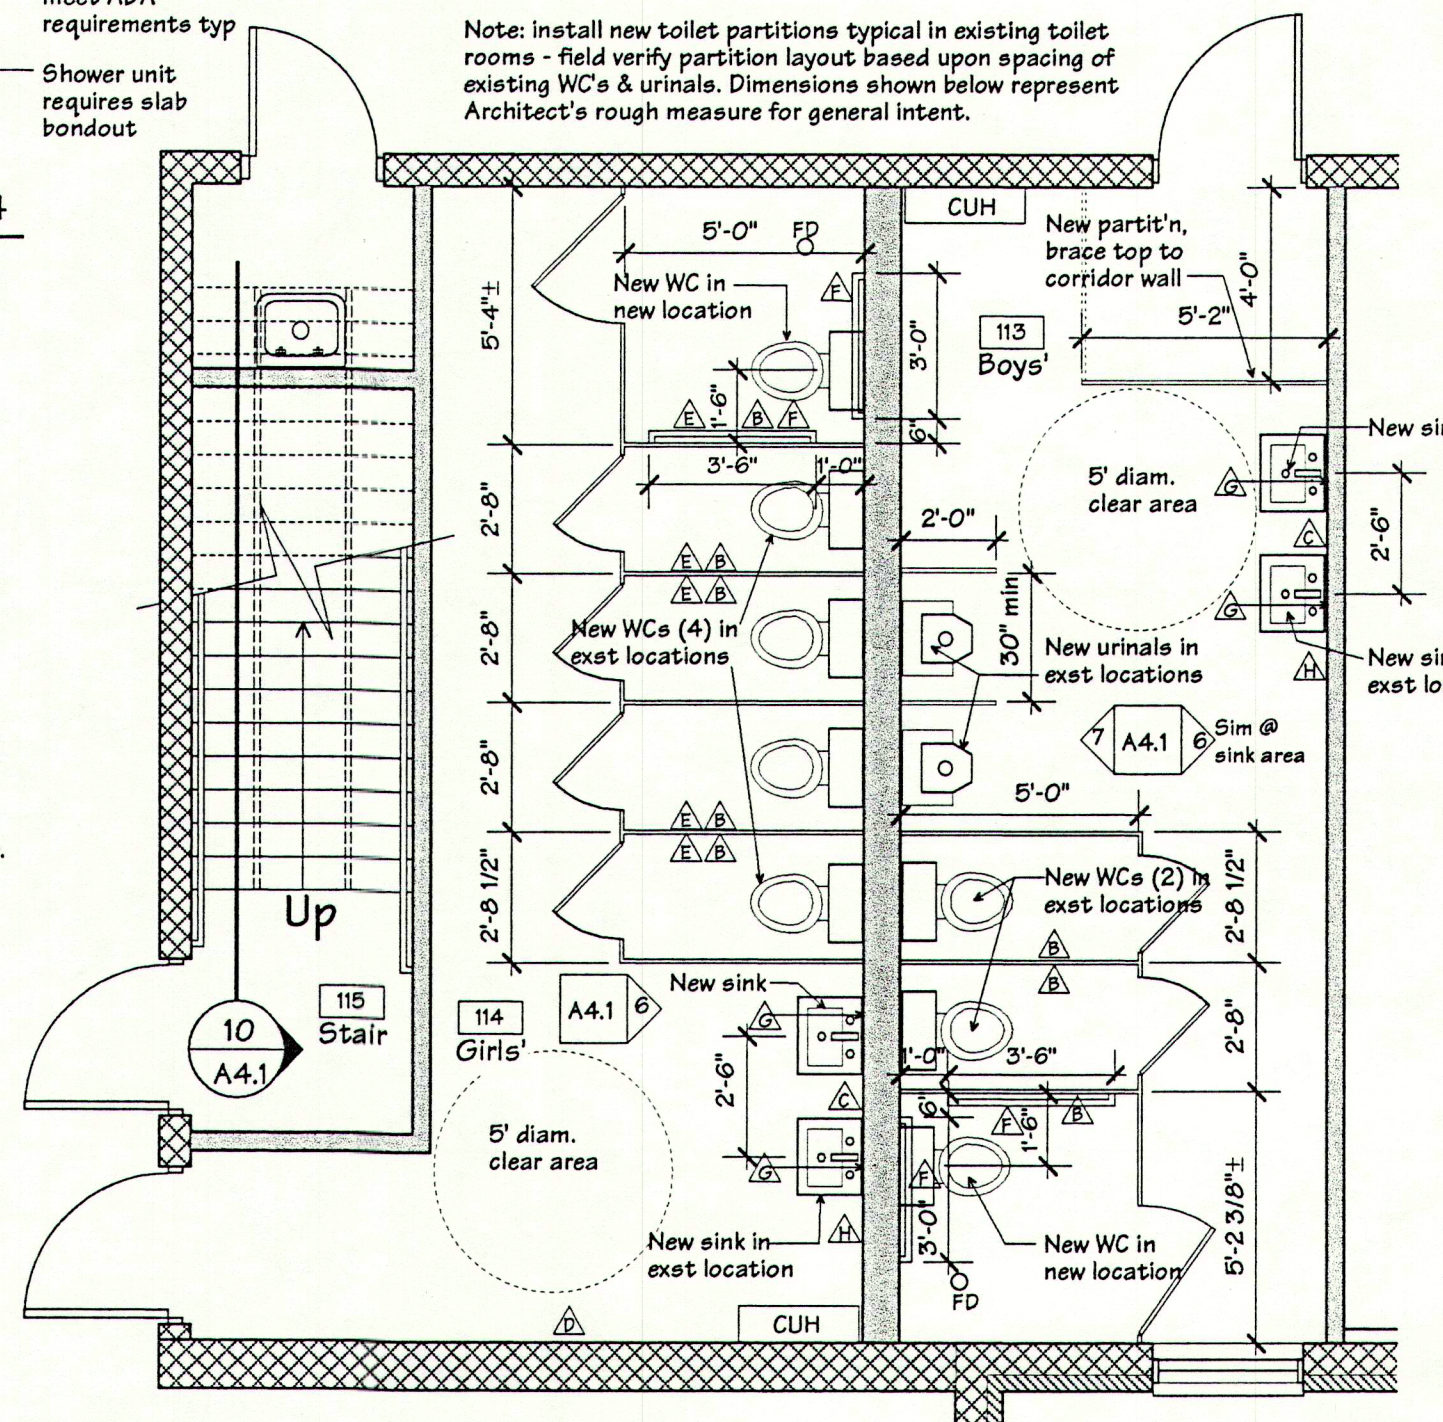 requirements typ
Shower unit
requires slab
bondout
Note: install new toilet partitions typical in existing toilet
rooms - field verify partition layout based upon spacing of
existing WC's & urinals. Dimensions shown below represent
Architect's rough measure for general intent.
CUH
5'-0"
FD
New partit'n,
brace top to
corridor wall
4'-0"
5'-2"
New WC in
new location
F
5'-4"±
3'-0"
113
Boys'
1'-6"
E
B
F
6"
3'-6"
1'-0"
New sin
5' diam.
clear area
G
C
2'-6"
2'-8"
2'-0"
E B
E B
G
2'-8"
New WCs (4) in
exst locations
30" min
New urinals in
exst locations
H
New sin
exst lo
7
A4.1
6
Sim @
sink area
2'-8"
5'-0"
E B
E B
2'-8 1/2"
New WCs (2) in
exst locations
2'-8 1/2"
Up
B
B
New sink
115
Stair
114
Girls'
A4.1
6
G
10
A4.1
2'-8"
1'-0"
3'-6"
2'-6"
C
6"
F
B
1'-6"
5' diam.
clear area
G
F
H
3'-0"
5'-2 3/8"±
New sink in
exst location
New WC in
new location
FD
D
CUH